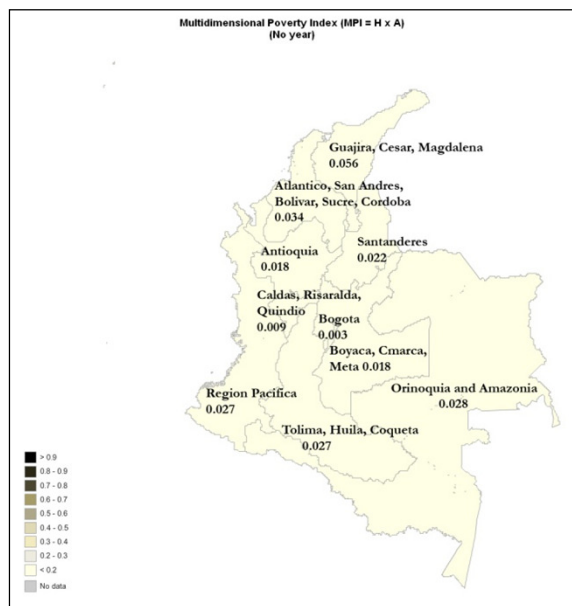 Multidimensional Poverty Index (MPI = H x A)
(No year)
Guajira, Cesar, Magdalena
0.056
Atlantico, San Andres,
Bolivar, Sucre, Cordoba
0.034
Santanderes
0.022
Antioquia
0.018
Caldas, Risaralda,
Quindio
0.009
Bogota
0.003
Boyaca, Cmarca,
Meta 0.018
Orinoquia and Amazonia
0.028
Region Pacifica
0.027
Tolima, Huila, Coqueta
0.027
> 0.9
0.8 - 0.9
0.7 - 0.8
0.6 - 0.7
0.5 - 0.6
0.4 - 0.5
0.3 - 0.4
0.2 - 0.3
< 0.2
No data